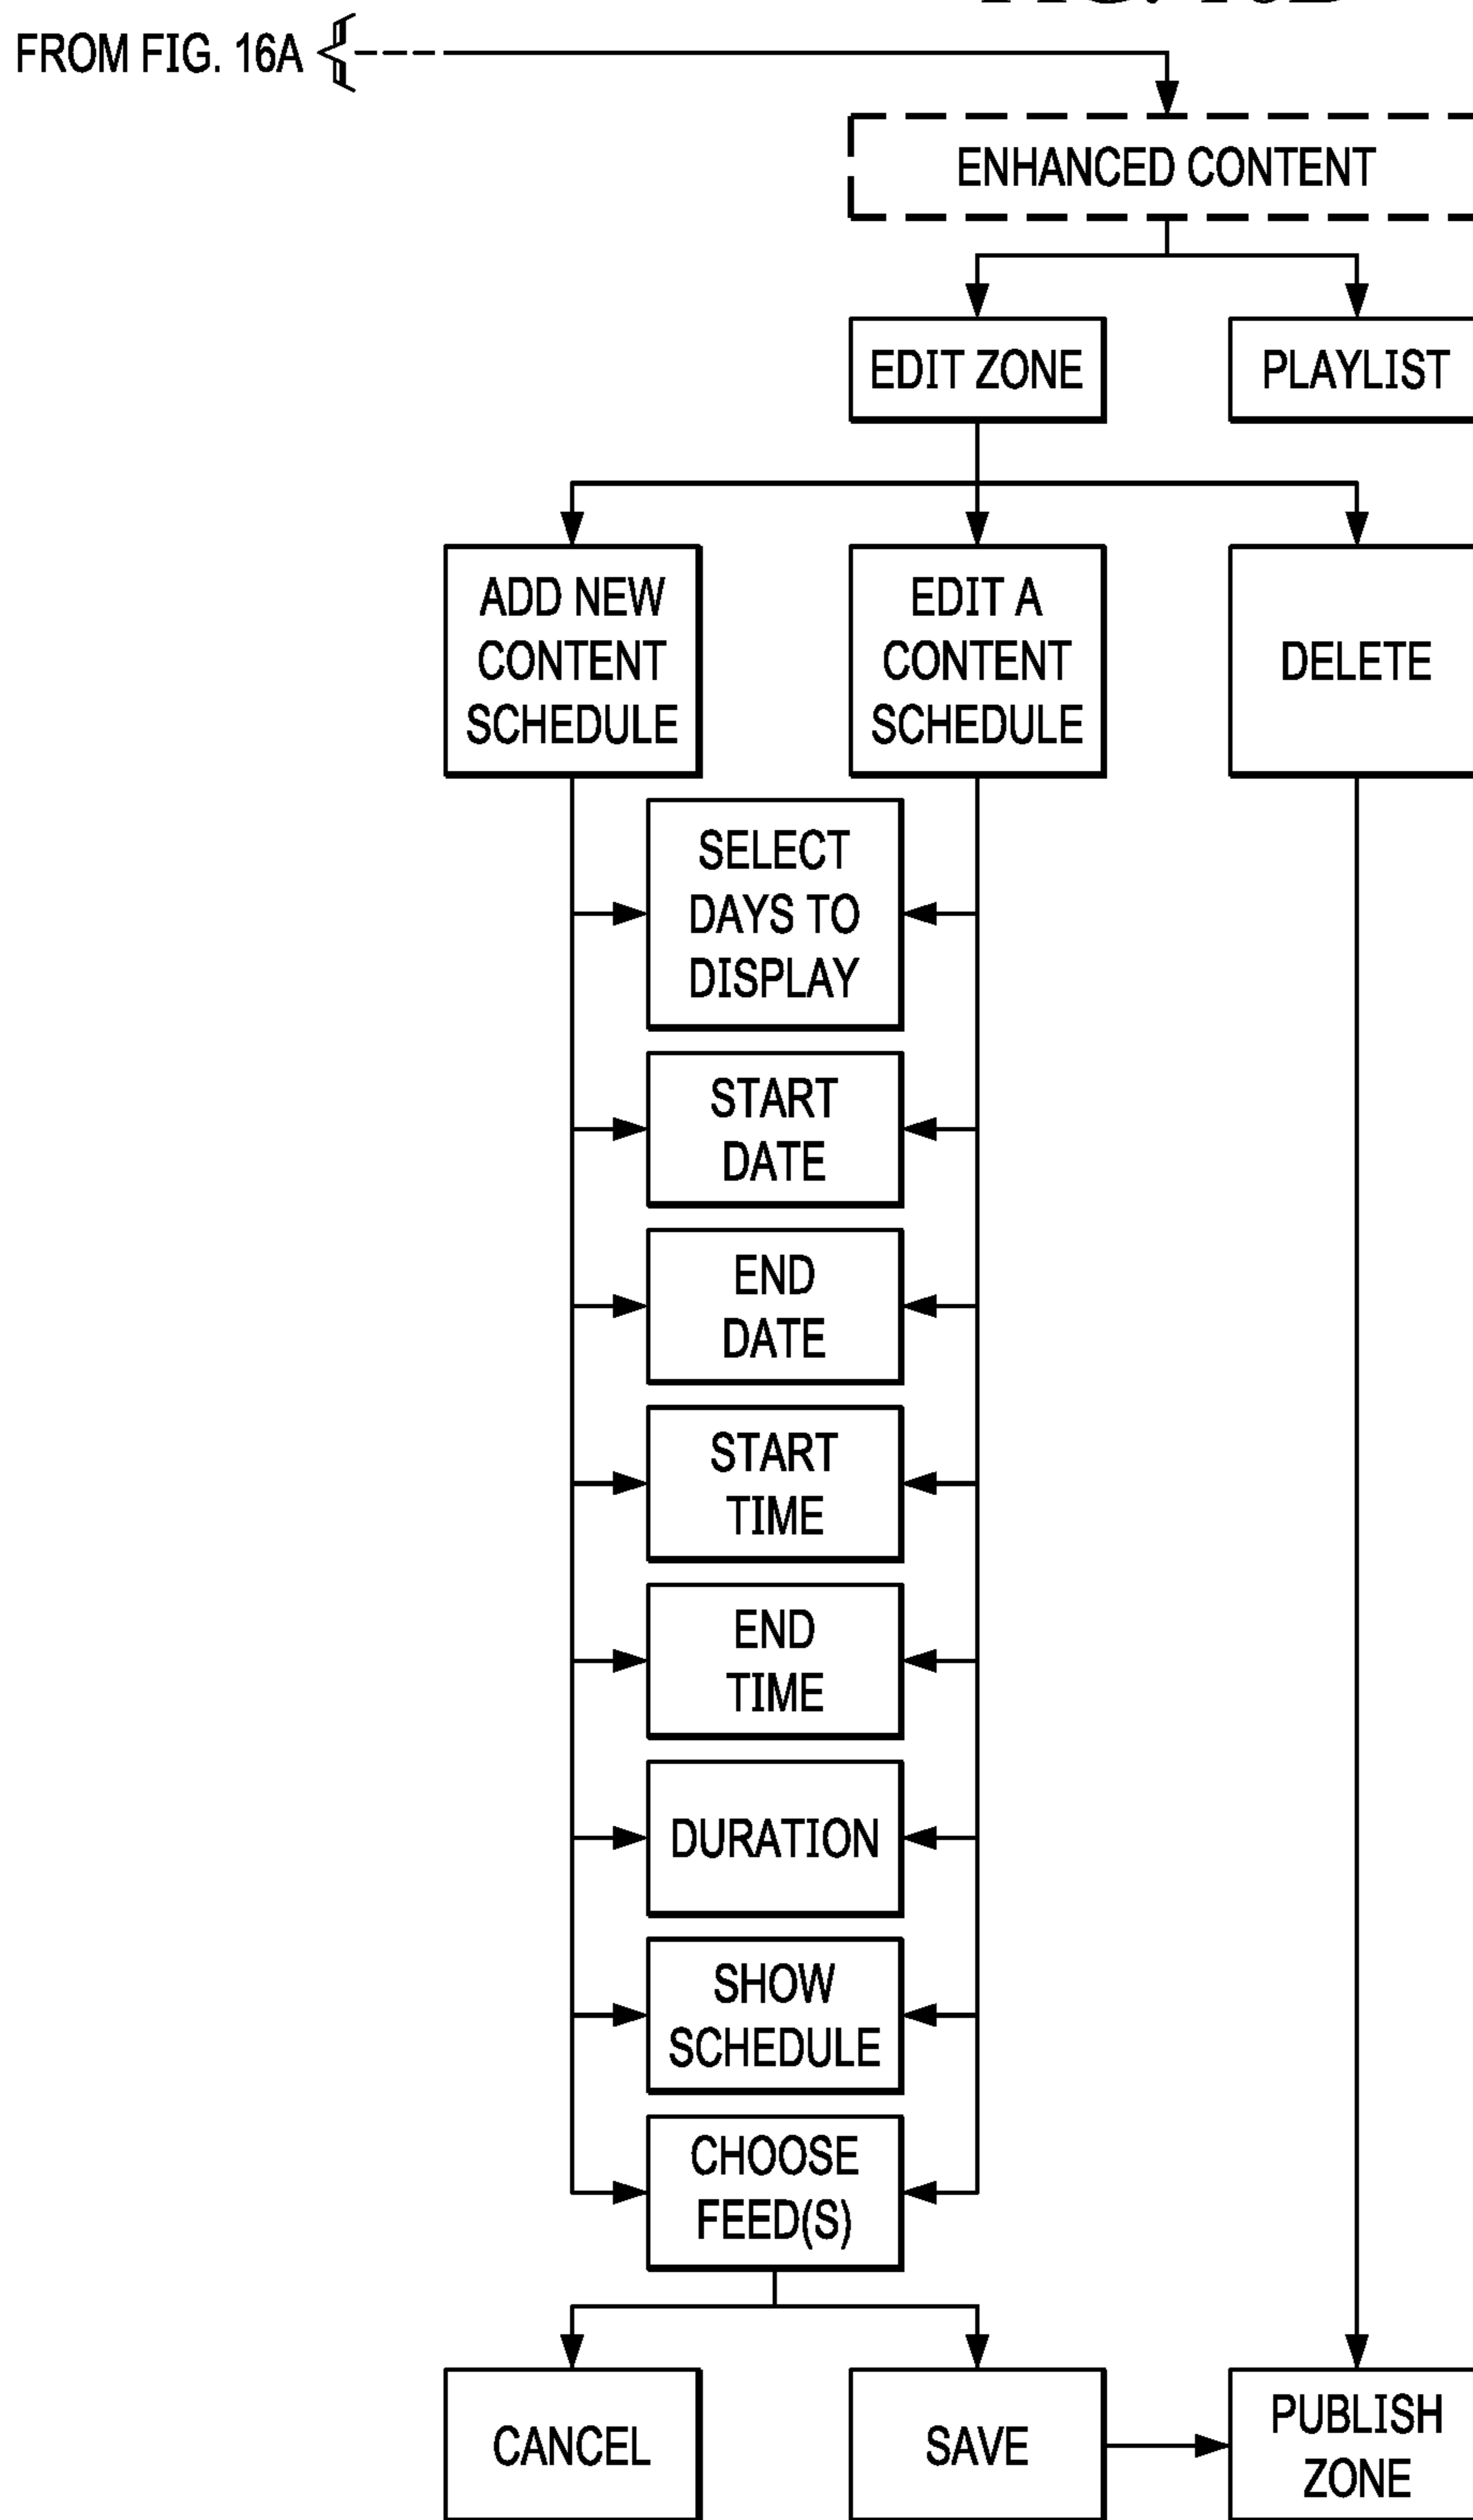 FROM FIG. 16A
ENHANCED CONTENT
EDIT ZONE
PLAYLIST
ADD NEW
CONTENT
SCHEDULE
EDIT A
CONTENT
SCHEDULE
DELETE
SELECT
DAYS TO
DISPLAY
START
DATE
END
DATE
START
TIME
END
TIME
DURATION
SHOW
SCHEDULE
CHOOSE
FEED(S)
CANCEL
SAVE
PUBLISH
ZONE